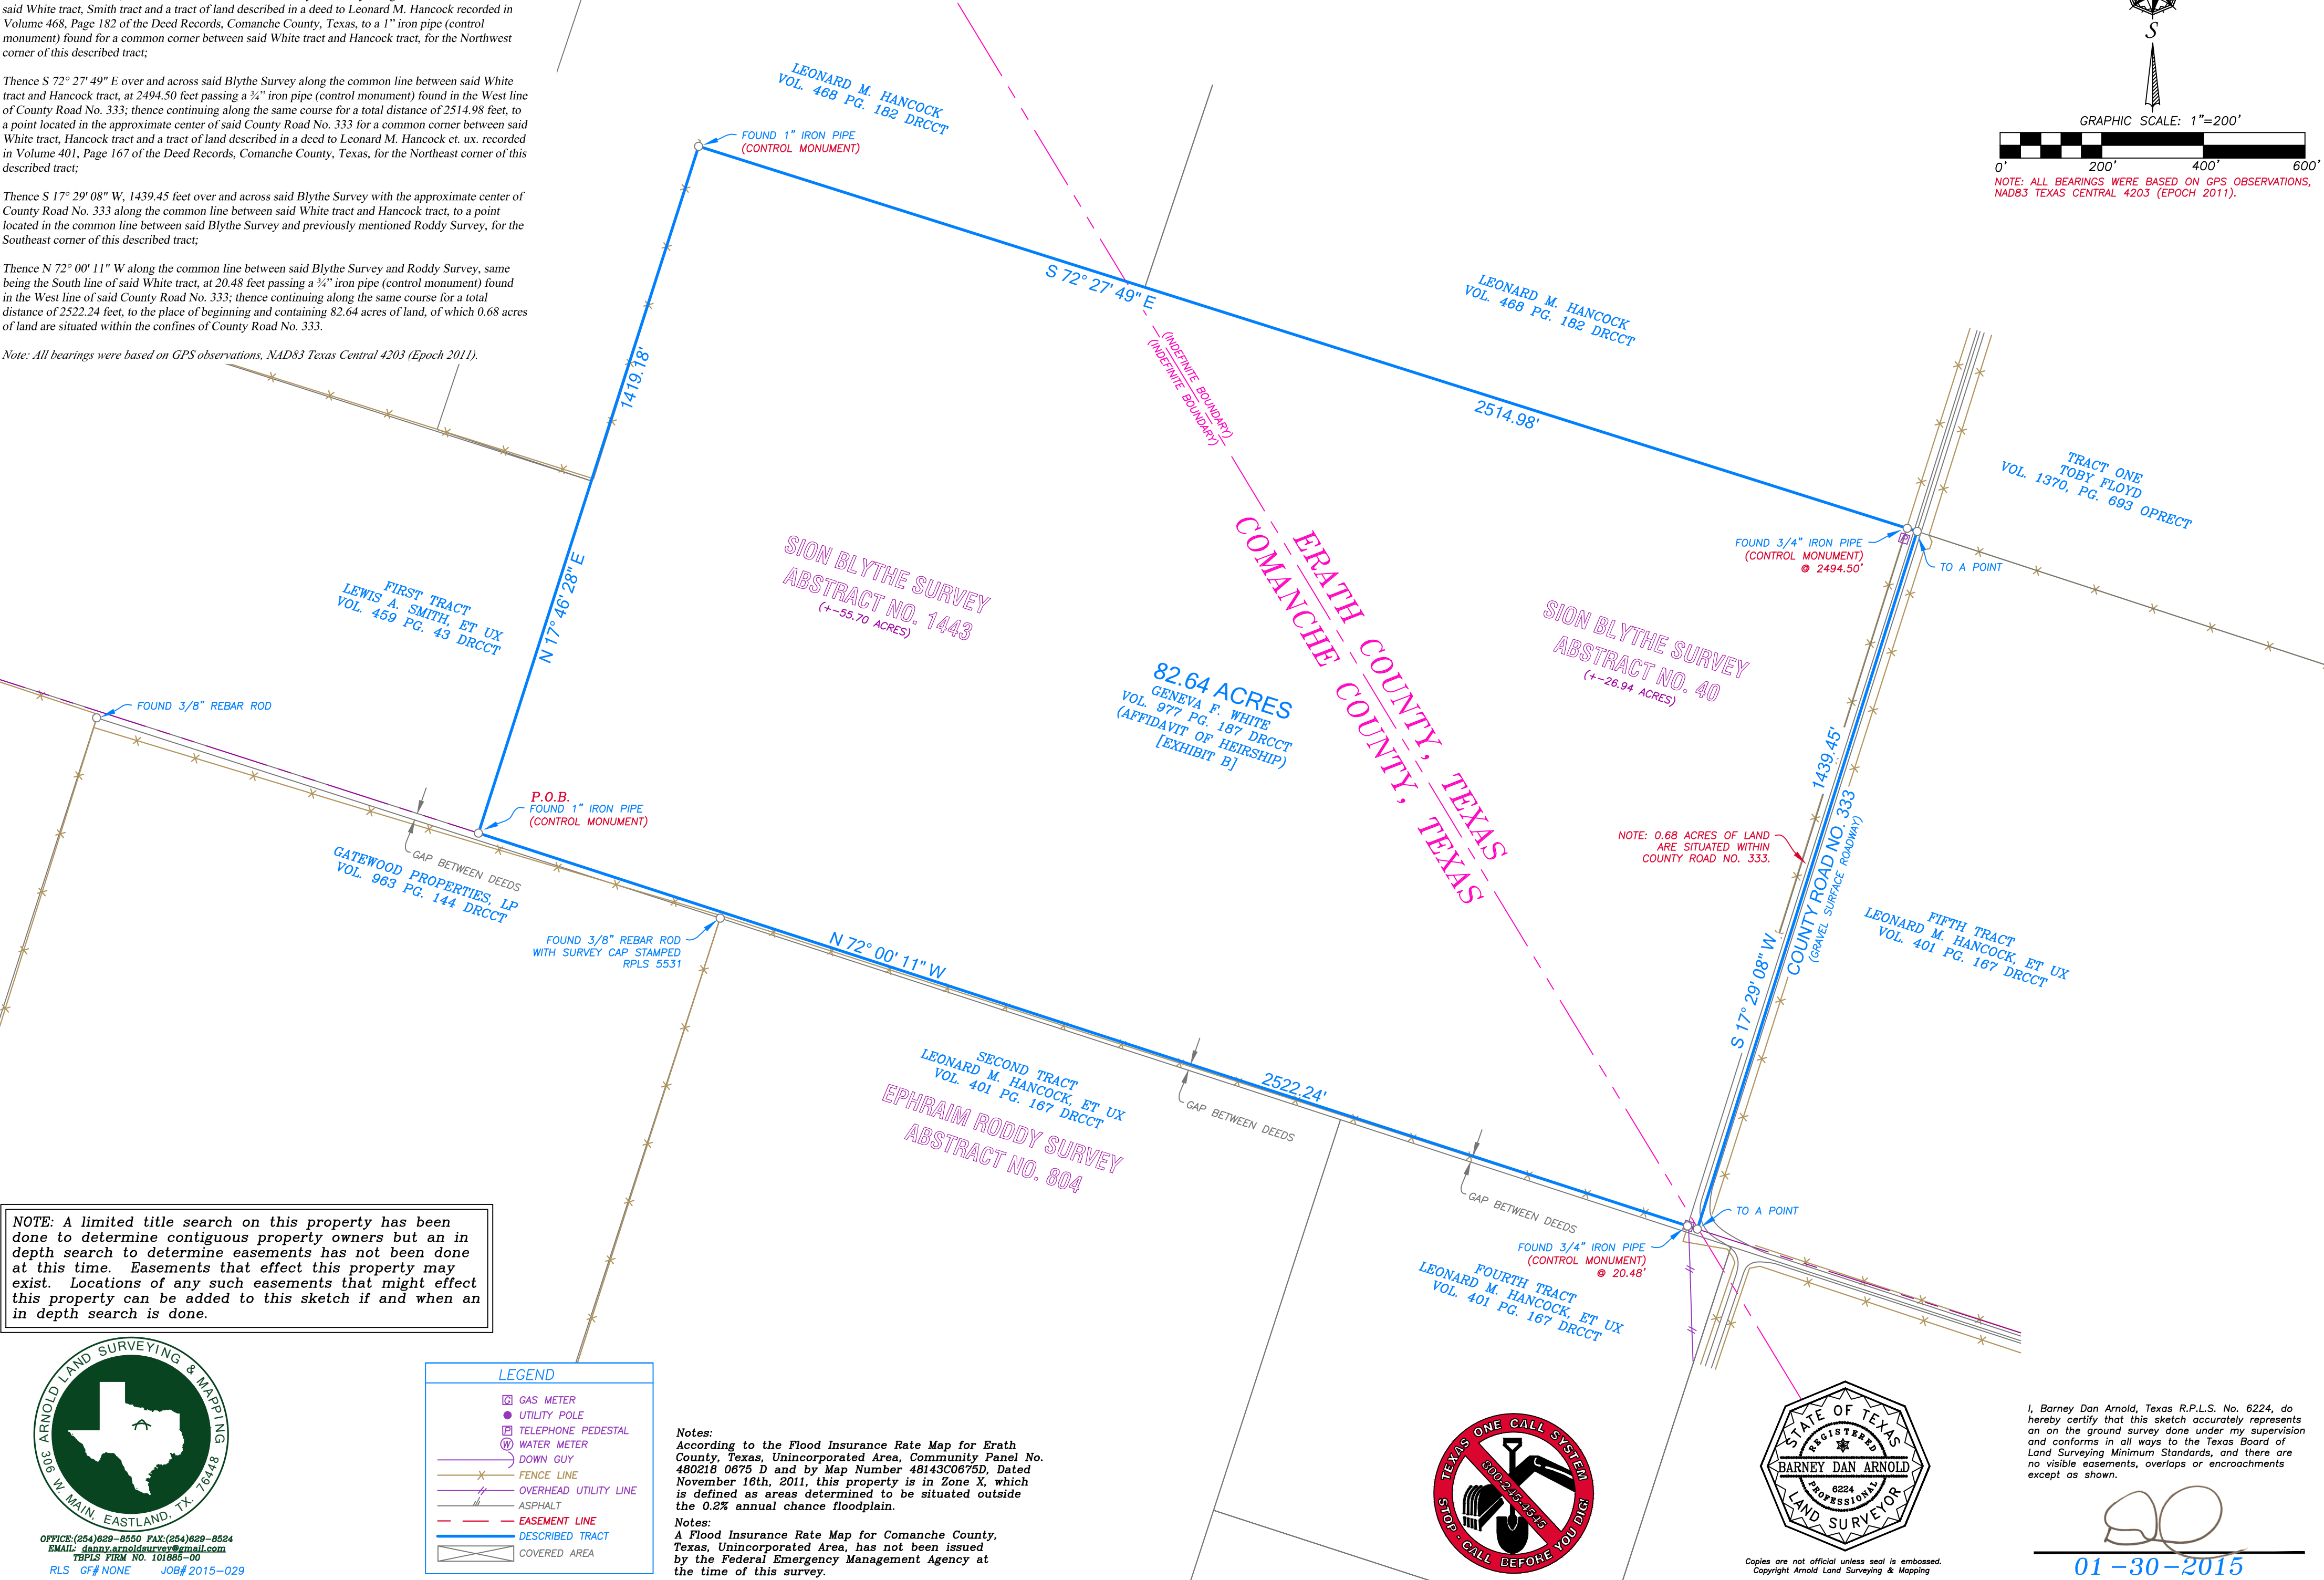 said White tract, Smith tract and a tract of land described in a deed to Leonard M. Hancock recorded in
Volume 468, Page 182 of the Deed Records, Comanche County, Texas, to a 1" iron pipe (control
monument) found for a common corner between said White tract and Hancock tract, for the Northwest
corner of this described tract;
Thence S 72° 27' 49" E over and across said Blythe Survey along the common line between said White
tract and Hancock tract, at 2494.50 feet passing a ¾" iron pipe (control monument) found in the West line
of County Road No. 333; thence continuing along the same course for a total distance of 2514.98 feet, to
a point located in the approximate center of said County Road No. 333 for a common corner between said
White tract, Hancock tract and a tract of land described in a deed to Leonard M. Hancock et. ux. recorded
in Volume 401, Page 167 of the Deed Records, Comanche County, Texas, for the Northeast corner of this
described tract;
Thence S 17° 29' 08" W, 1439.45 feet over and across said Blythe Survey with the approximate center of
County Road No. 333 along the common line between said White tract and Hancock tract, to a point
located in the common line between said Blythe Survey and previously mentioned Roddy Survey, for the
Southeast corner of this described tract;
Thence N 72° 00' 11" W along the common line between said Blythe Survey and Roddy Survey, same
being the South line of said White tract, at 20.48 feet passing a ¾" iron pipe (control monument) found
in the West line of said County Road No. 333; thence continuing along the same course for a total
distance of 2522.24 feet, to the place of beginning and containing 82.64 acres of land, of which 0.68 acres
of land are situated within the confines of County Road No. 333.
Note: All bearings were based on GPS observations, NAD83 Texas Central 4203 (Epoch 2011).
S
GRAPHIC SCALE: 1"=200'
0' 200' 400' 600'
NOTE: ALL BEARINGS WERE BASED ON GPS OBSERVATIONS,
NAD83 TEXAS CENTRAL 4203 (EPOCH 2011).
LEONARD M. HANCOCK
VOL. 468 PG. 182 DRCCT
FOUND 1" IRON PIPE
(CONTROL MONUMENT)
S 72° 27' 49" E
LEONARD M. HANCOCK
VOL. 468 PG. 182 DRCCT
(INDEFINITE BOUNDARY)
(INDEFINITE BOUNDARY)
1419.18'
2514.98'
TRACT ONE
TOBY FLOYD
VOL. 1370, PG. 693 OPRECT
FOUND 3/4" IRON PIPE
(CONTROL MONUMENT)
@ 2494.50'
P
TO A POINT
N 17° 46' 28" E
SION BLYTHE SURVEY
ABSTRACT NO. 1443
(+-55.70 ACRES)
ERATH COUNTY, TEXAS
COMANCHE COUNTY, TEXAS
SION BLYTHE SURVEY
ABSTRACT NO. 40
(+-26.94 ACRES)
FIRST TRACT
LEWIS A. SMITH, ET UX
VOL. 459 PG. 43 DRCCT
82.64 ACRES
GENEVA F. WHITE
VOL. 977 PG. 187 DRCCT
(AFFIDAVIT OF HEIRSHIP)
[EXHIBIT B]
FOUND 3/8" REBAR ROD
1439.45'
P.O.B.
FOUND 1" IRON PIPE
(CONTROL MONUMENT)
NOTE: 0.68 ACRES OF LAND
ARE SITUATED WITHIN
COUNTY ROAD NO. 333.
COUNTY ROAD NO. 333
(GRAVEL SURFACE ROADWAY)
GAP BETWEEN DEEDS
GATEWOOD PROPERTIES, LP
VOL. 963 PG. 144 DRCCT
FIFTH TRACT
LEONARD M. HANCOCK, ET UX
VOL. 401 PG. 167 DRCCT
FOUND 3/8" REBAR ROD
WITH SURVEY CAP STAMPED
RPLS 5531
N 72° 00' 11" W
S 17° 29' 08" W
SECOND TRACT
LEONARD M. HANCOCK, ET UX
VOL. 401 PG. 167 DRCCT
EPHRAIM RODDY SURVEY
ABSTRACT NO. 804
2522.24'
GAP BETWEEN DEEDS
GAP BETWEEN DEEDS
TO A POINT
FOUND 3/4" IRON PIPE
(CONTROL MONUMENT)
@ 20.48'
FOURTH TRACT
LEONARD M. HANCOCK, ET UX
VOL. 401 PG. 167 DRCCT
NOTE: A limited title search on this property has been
done to determine contiguous property owners but an in
depth search to determine easements has not been done
at this time. Easements that effect this property may
exist. Locations of any such easements that might effect
this property can be added to this sketch if and when an
in depth search is done.
ARNOLD LAND SURVEYING & MAPPING
306 W. MAIN, EASTLAND, TX. 76448
OFFICE:(254)629-8550 FAX:(254)629-8524
EMAIL: danny.arnoldsurvey@gmail.com
TBPLS FIRM NO. 101885-00
RLS GF# NONE JOB# 2015-029
LEGEND
G GAS METER
UTILITY POLE
P TELEPHONE PEDESTAL
W WATER METER
DOWN GUY
FENCE LINE
OVERHEAD UTILITY LINE
ASPHALT
EASEMENT LINE
DESCRIBED TRACT
COVERED AREA
Notes:
According to the Flood Insurance Rate Map for Erath
County, Texas, Unincorporated Area, Community Panel No.
480218 0675 D and by Map Number 48143C0675D, Dated
November 16th, 2011, this property is in Zone X, which
is defined as areas determined to be situated outside
the 0.2% annual chance floodplain.
Notes:
A Flood Insurance Rate Map for Comanche County,
Texas, Unincorporated Area, has not been issued
by the Federal Emergency Management Agency at
the time of this survey.
TEXAS ONE CALL SYSTEM
800-245-4545
STOP - CALL BEFORE YOU DIG!
STATE OF TEXAS
REGISTERED
BARNEY DAN ARNOLD
6224
PROFESSIONAL
LAND SURVEYOR
Copies are not official unless seal is embossed.
Copyright Arnold Land Surveying & Mapping
I, Barney Dan Arnold, Texas R.P.L.S. No. 6224, do
hereby certify that this sketch accurately represents
an on the ground survey done under my supervision
and conforms in all ways to the Texas Board of
Land Surveying Minimum Standards, and there are
no visible easements, overlaps or encroachments
except as shown.
01-30-2015